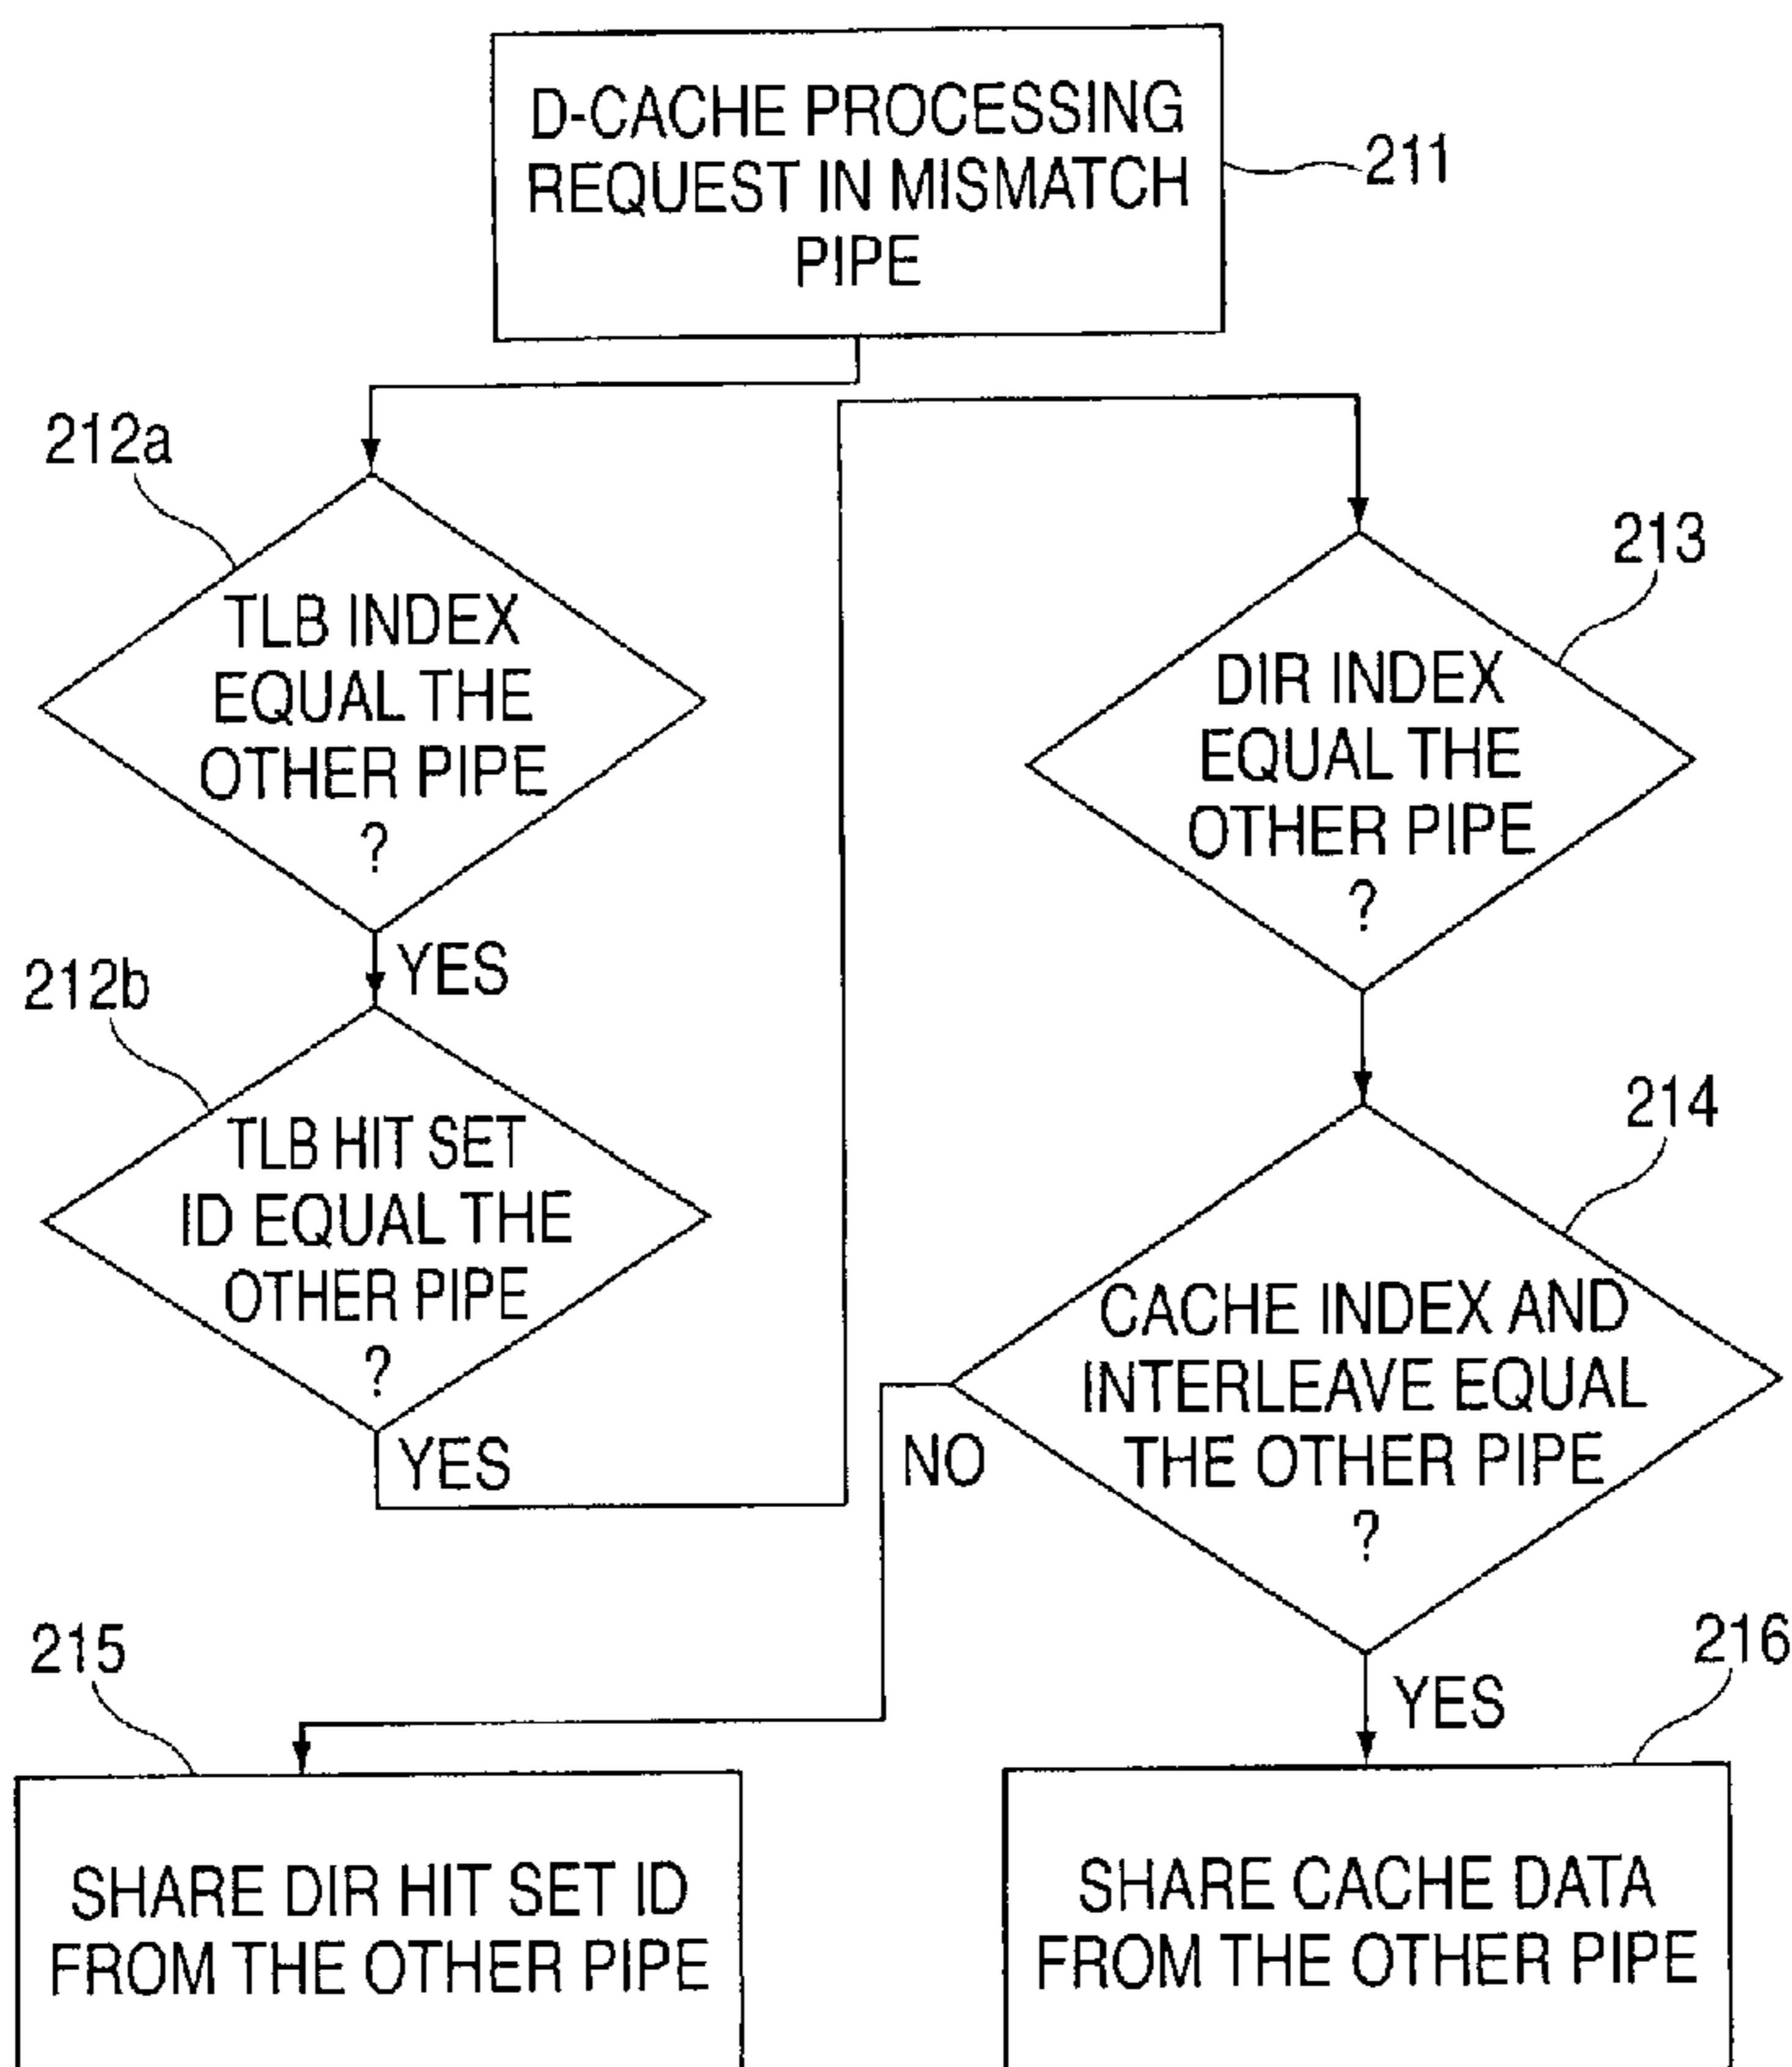 D-CACHE PROCESSING
REQUEST IN MISMATCH
PIPE
211
212a
TLB INDEX
EQUAL THE
OTHER PIPE
?
YES
212b
TLB HIT SET
ID EQUAL THE
OTHER PIPE
?
YES
213
DIR INDEX
EQUAL THE
OTHER PIPE
?
214
CACHE INDEX AND
INTERLEAVE EQUAL
THE OTHER PIPE
?
NO
YES
215
SHARE DIR HIT SET ID
FROM THE OTHER PIPE
216
SHARE CACHE DATA
FROM THE OTHER PIPE